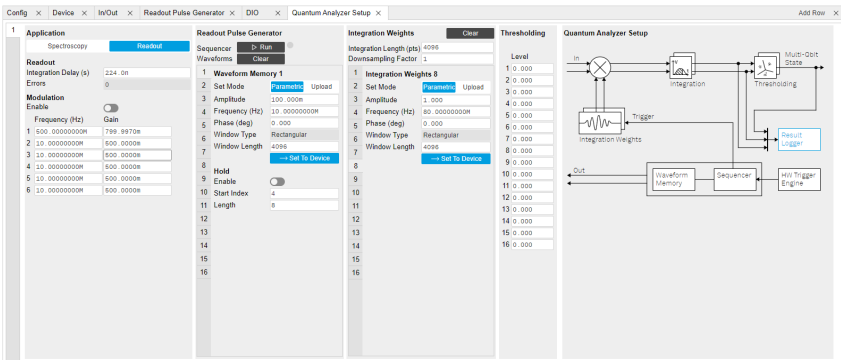 Config × Device × In/Out × Readout Pulse Generator × DIO × Quantum Analyzer Setup × Add Row ×
1
Application
Spectroscopy Readout
Readout
Integration Delay (s) 224.0n
Errors 0
Modulation
Enable
Frequency (Hz) Gain
1 500.00000000M 799.9970m
2 10.00000000M 500.0000m
3 10.00000000M 500.0000m
4 10.00000000M 500.0000m
5 10.00000000M 500.0000m
6 10.00000000M 500.0000m
Readout Pulse Generator
Sequencer Run
Waveforms Clear
1 Waveform Memory 1
2 Set Mode Parametric Upload
3 Amplitude 100.000m
4 Frequency (Hz) 10.00000000M
5 Phase (deg) 0.000
6 Window Type Rectangular
7 Window Length 4096
→ Set To Device
8 Hold
9 Enable
10 Start Index 4
11 Length 8
12
13
14
15
16
Integration Weights Clear
Integration Length (pts) 4096
Downsampling Factor 1
1 Integration Weights 8
2 Set Mode Parametric Upload
3 Amplitude 1.000
4 Frequency (Hz) 80.00000000M
5 Phase (deg) 0.000
6 Window Type Rectangular
7 Window Length 4096
→ Set To Device
8
9
10
11
12
13
14
15
16
Thresholding
Level
1 0.000
2 0.000
3 0.000
4 0.000
5 0.000
6 0.000
7 0.000
8 0.000
9 0.000
10 0.000
11 0.000
12 0.000
13 0.000
14 0.000
15 0.000
16 0.000
Quantum Analyzer Setup
In
Integration
Multi-Qbit
State
Thresholding
Trigger
Integration Weights
Result
Logger
Out
Waveform
Memory
Sequencer
HW Trigger
Engine